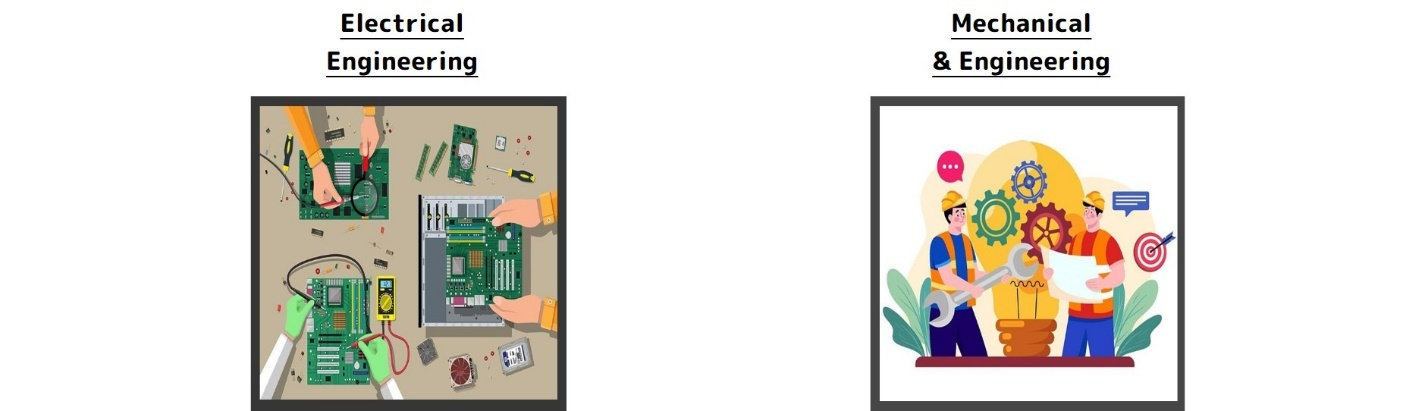 Electrical
Engineering
Mechanical
& Engineering